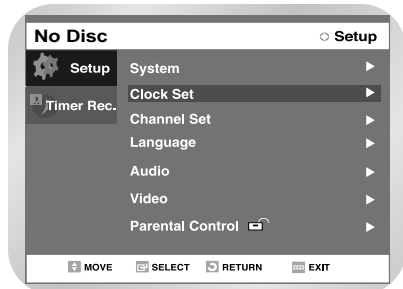 No Disc
Setup
Setup
System
Clock Set
Timer Rec.
Channel Set
Language
Audio
Video
Parental Control
MOVE
SELECT
RETURN
EXIT